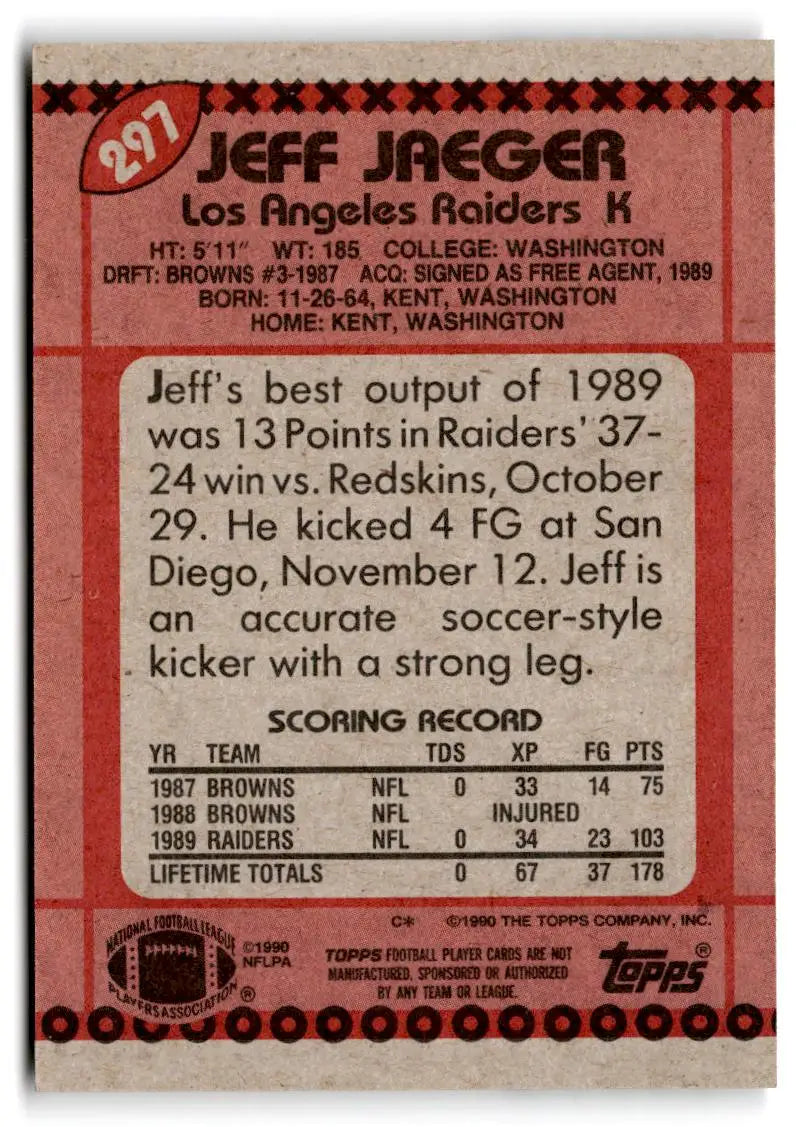 297
JEFF JAEGER
Los Angeles Raiders K
HT: 5'11" WT: 185 COLLEGE: WASHINGTON
DRFT: BROWNS #3-1987 ACQ: SIGNED AS FREE AGENT, 1989
BORN: 11-26-64, KENT, WASHINGTON
HOME: KENT, WASHINGTON
Jeff's best output of 1989
was 13 Points in Raiders' 37-
24 win vs. Redskins, October
29. He kicked 4 FG at San
Diego, November 12. Jeff is
an accurate soccer-style
kicker with a strong leg.
SCORING RECORD
YR TEAM TDS XP FG PTS
1987 BROWNS NFL 0 33 14 75
1988 BROWNS NFL INJURED
1989 RAIDERS NFL 0 34 23 103
LIFETIME TOTALS 0 67 37 178
C* ©1990 THE TOPPS COMPANY, INC.
NATIONAL FOOTBALL LEAGUE
PLAYERS ASSOCIATION ®
©1990
NFLPA
TOPPS FOOTBALL PLAYER CARDS ARE NOT
MANUFACTURED, SPONSORED OR AUTHORIZED
BY ANY TEAM OR LEAGUE.
topps ®